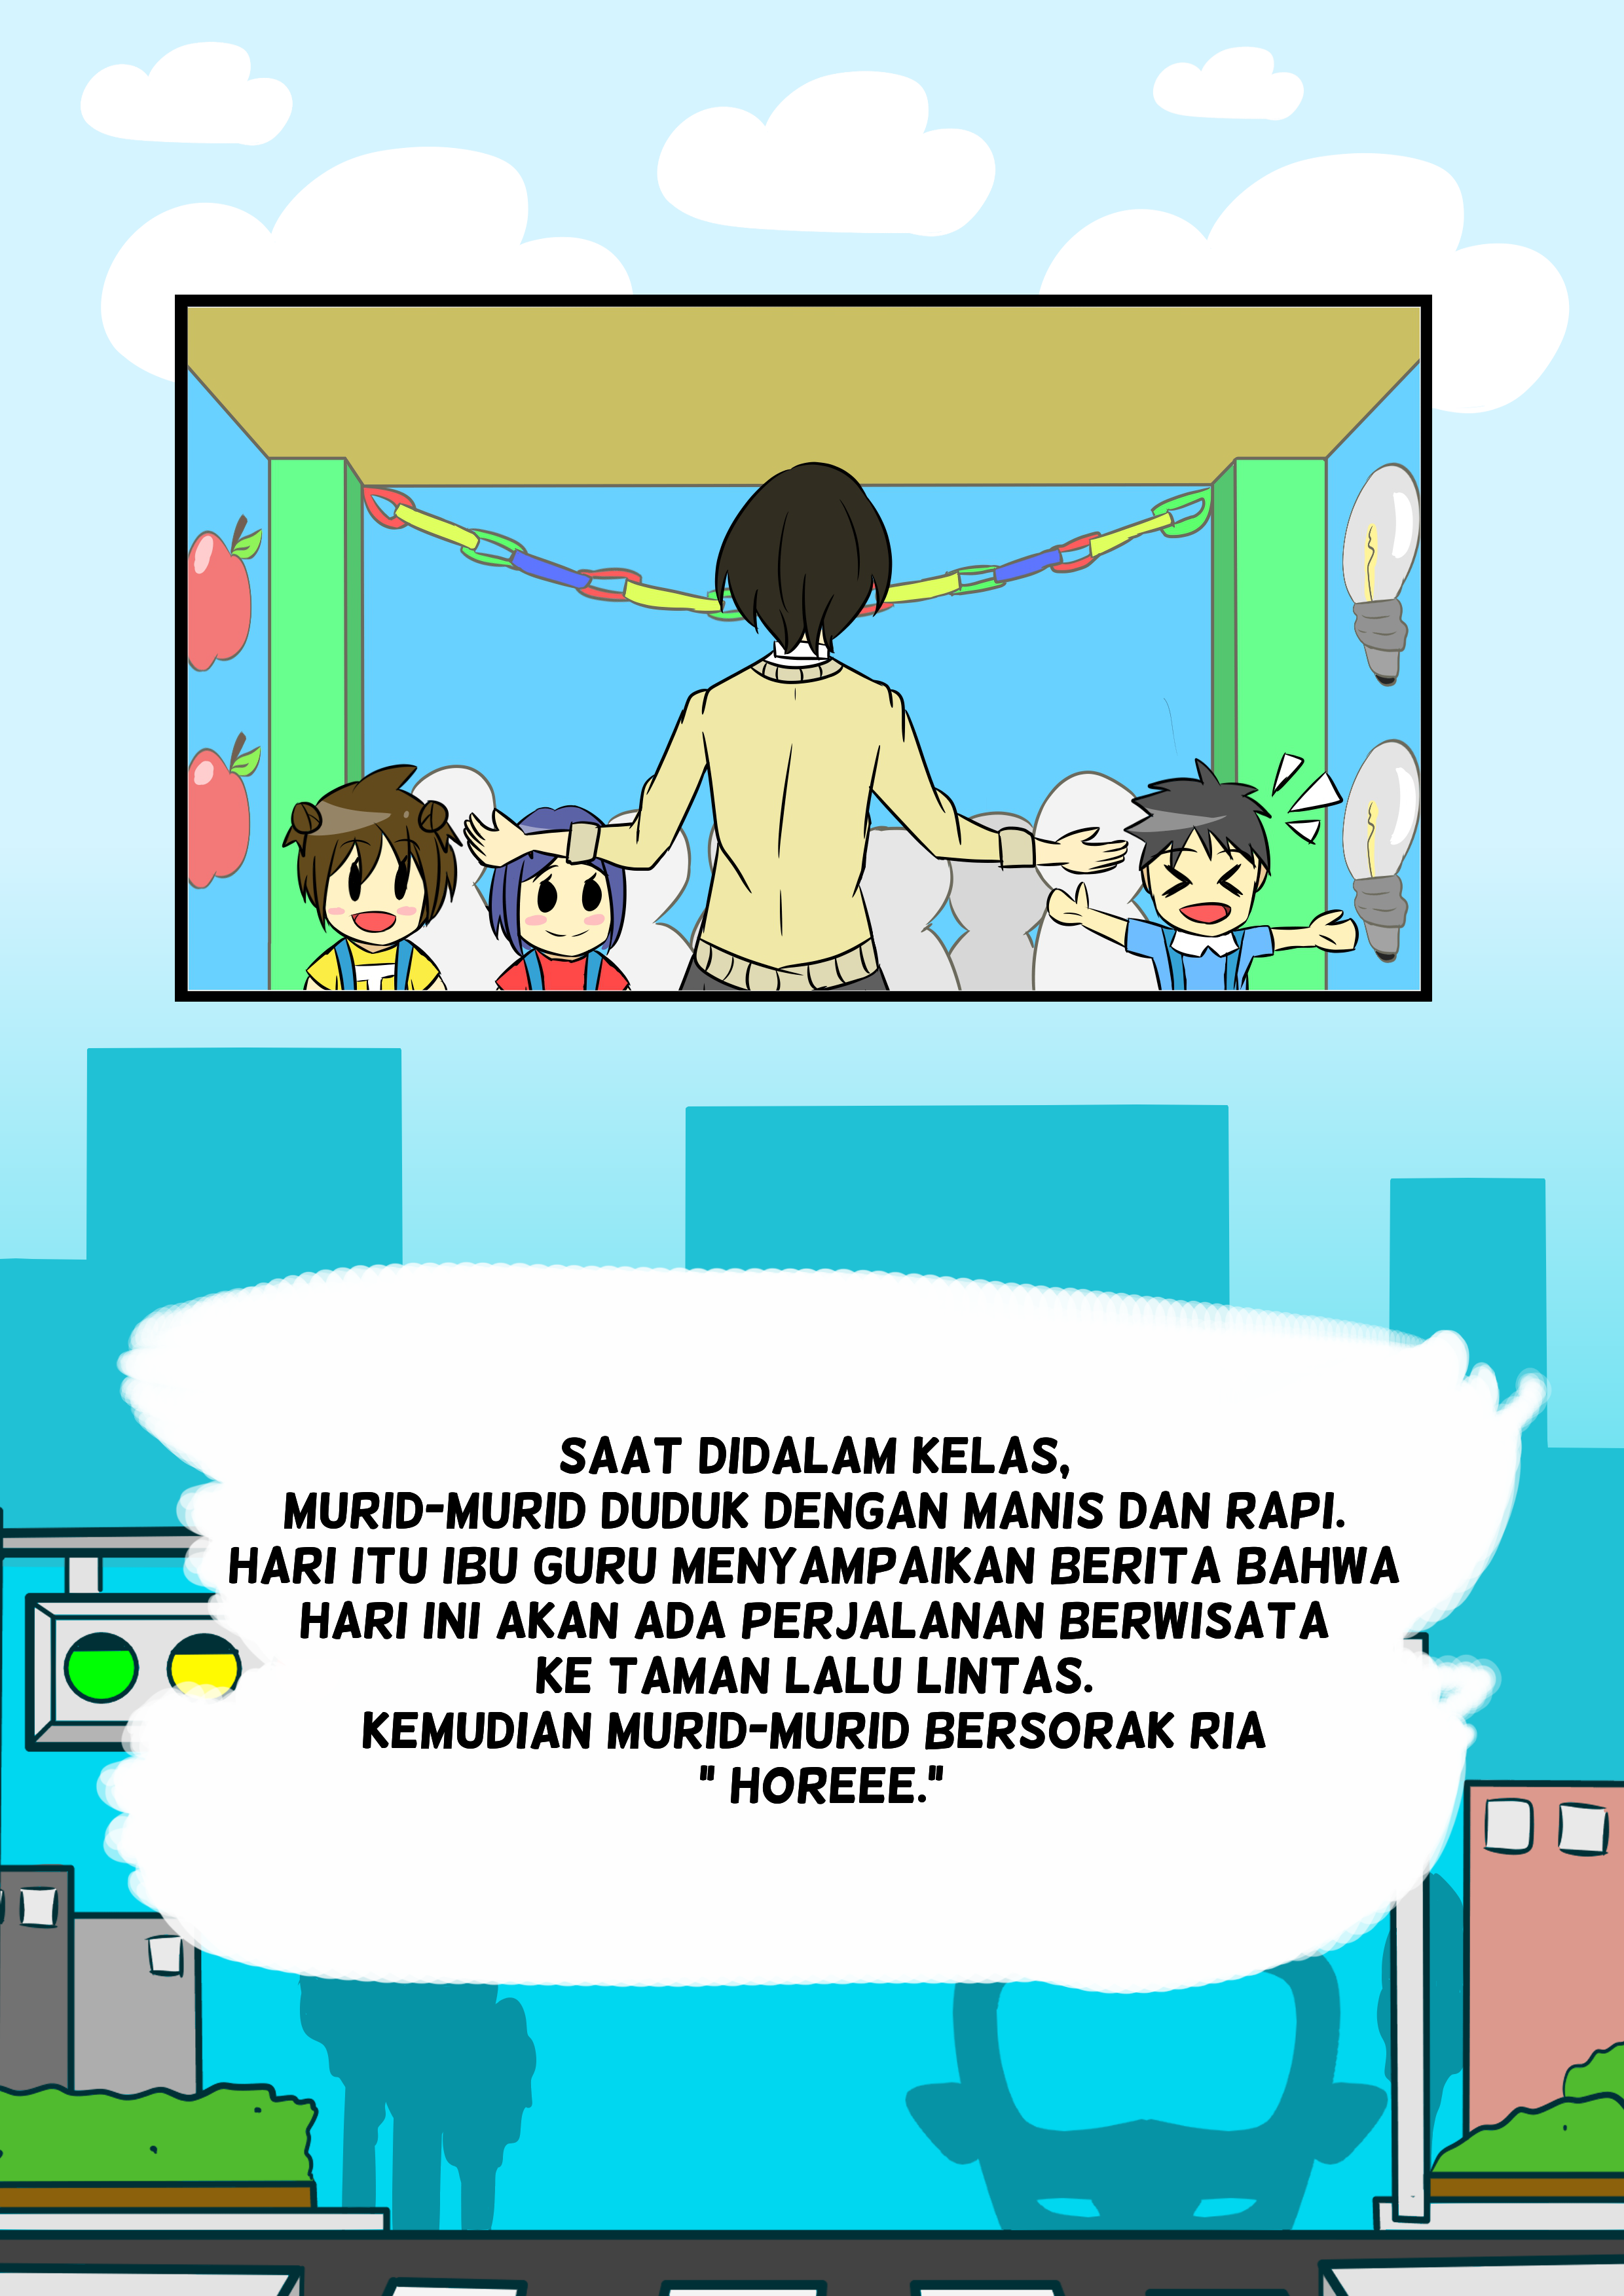 SAAT DIDALAM KELAS,
MURID-MURID DUDUK DENGAN MANIS DAN RAPI.
HARI ITU IBU GURU MENYAMPAIKAN BERITA BAHWA
HARI INI AKAN ADA PERJALANAN BERWISATA
KE TAMAN LALU LINTAS.
KEMUDIAN MURID-MURID BERSORAK RIA
" HOREEE."